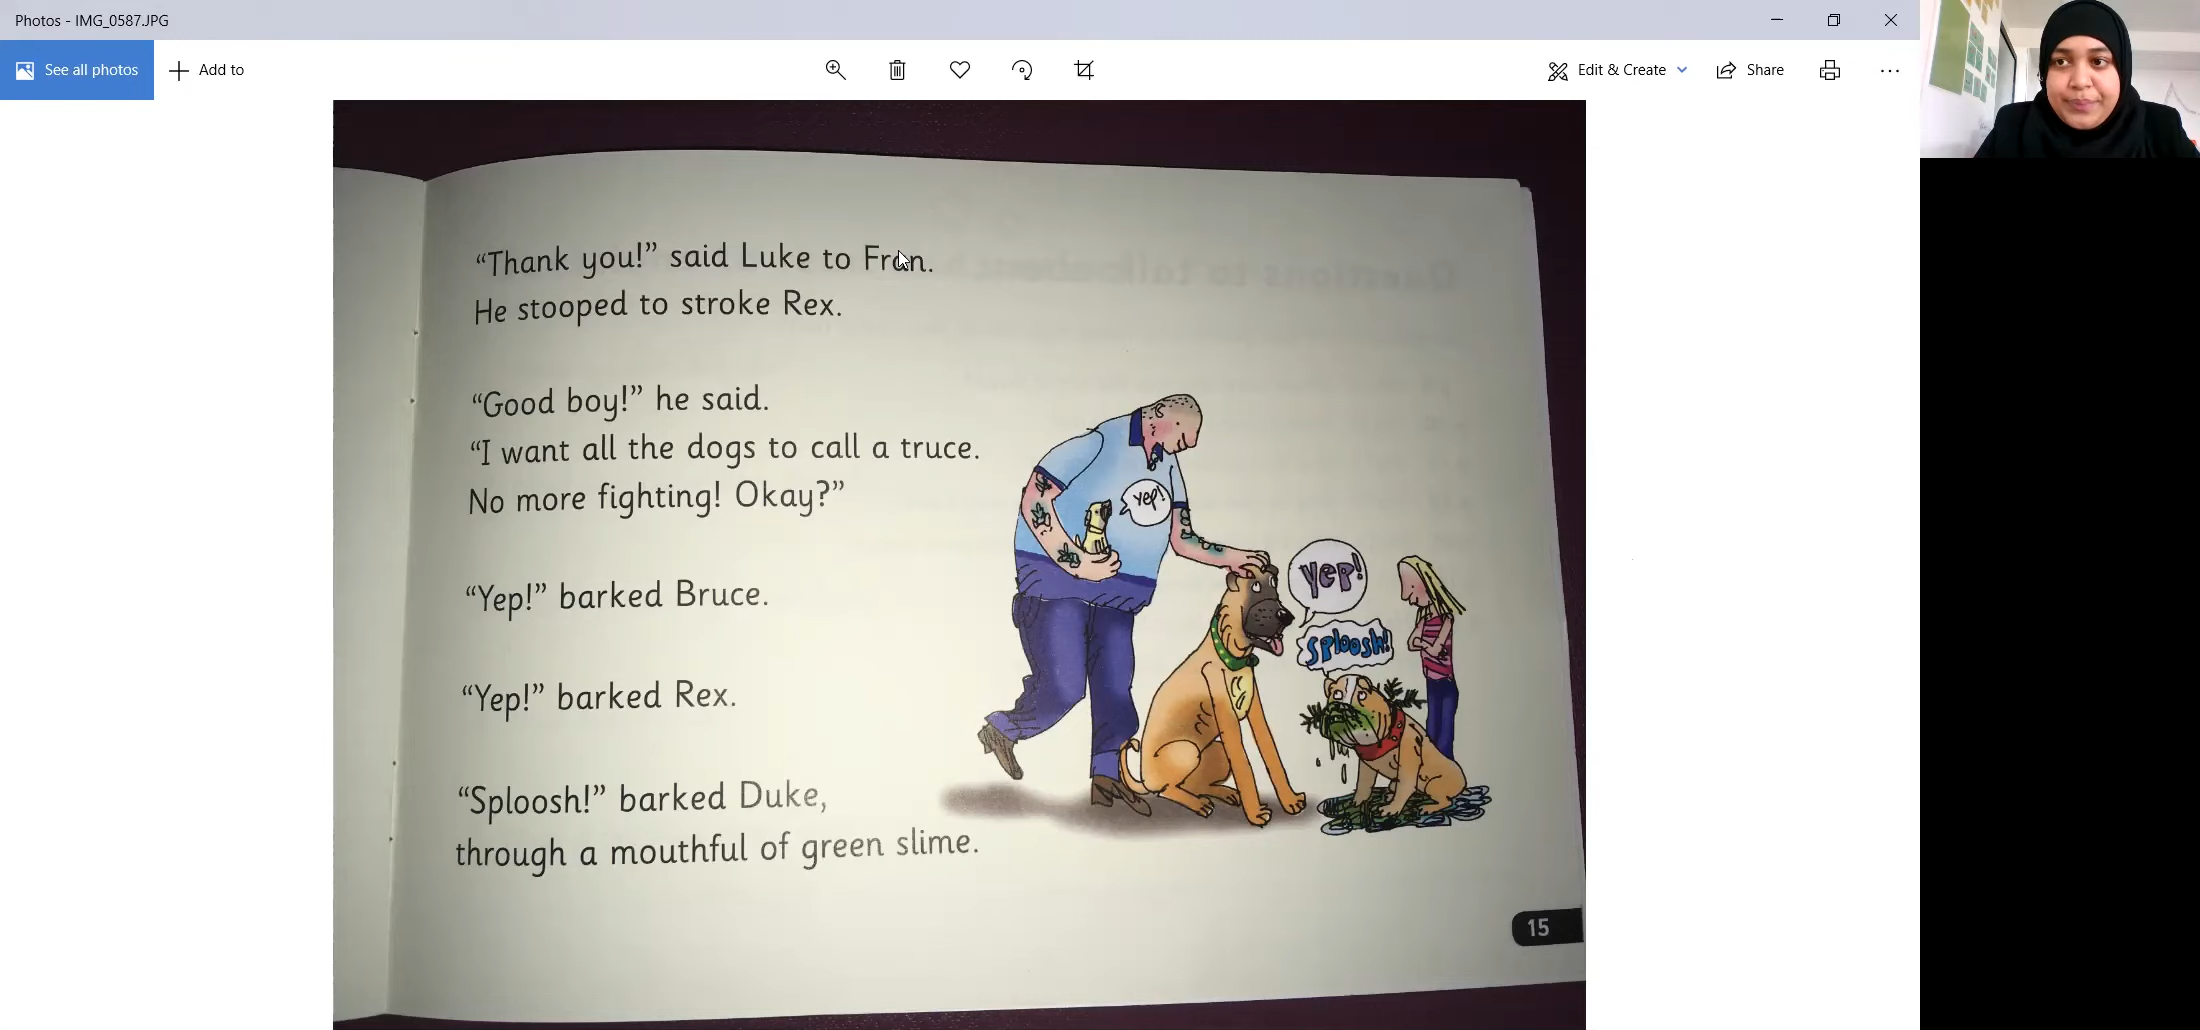 Photos - IMG_0587.JPG
See all photos
Add to
Edit & Create
Share
“Thank you!” said Luke to Fran.
He stooped to stroke Rex.
“Good boy!” he said.
“I want all the dogs to call a truce.
No more fighting! Okay?”
“Yep!” barked Bruce.
“Yep!” barked Rex.
“Sploosh!” barked Duke,
through a mouthful of green slime.
Yep!
Yep!
Sploosh!
15